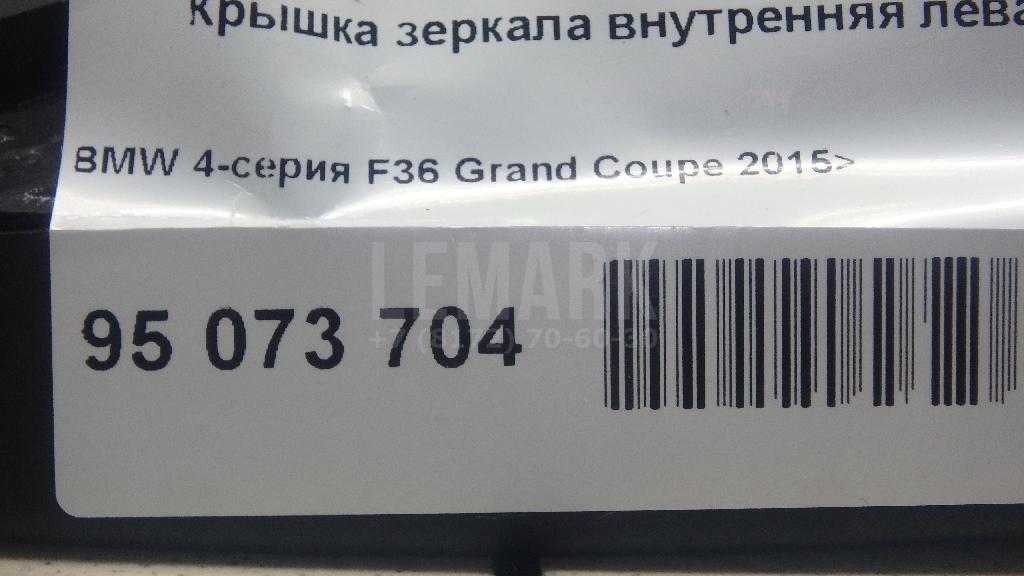 крышка зеркала внутренняя лева
BMW 4-серия F36 Grand Coupe 2015>
LEMARK
95 073 704